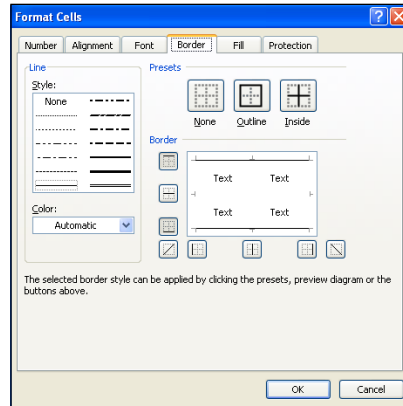 Format Cells
Number Alignment Font Border Fill Protection
Line
Style:
None
Color:
Automatic
Presets
None Outline Inside
Border
Text Text
Text Text
The selected border style can be applied by clicking the presets, preview diagram or the
buttons above.
OK Cancel